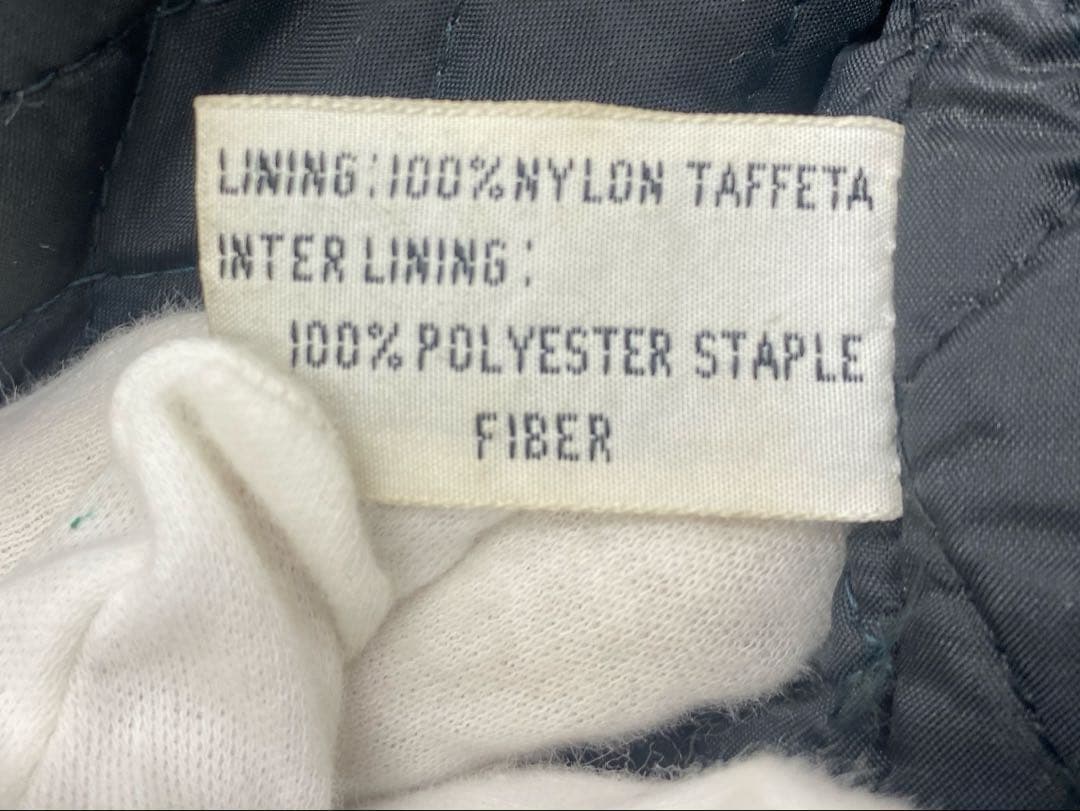 LINING:100%NYLON TAFFETA
INTER LINING:
100%POLYESTER STAPLE
FIBER